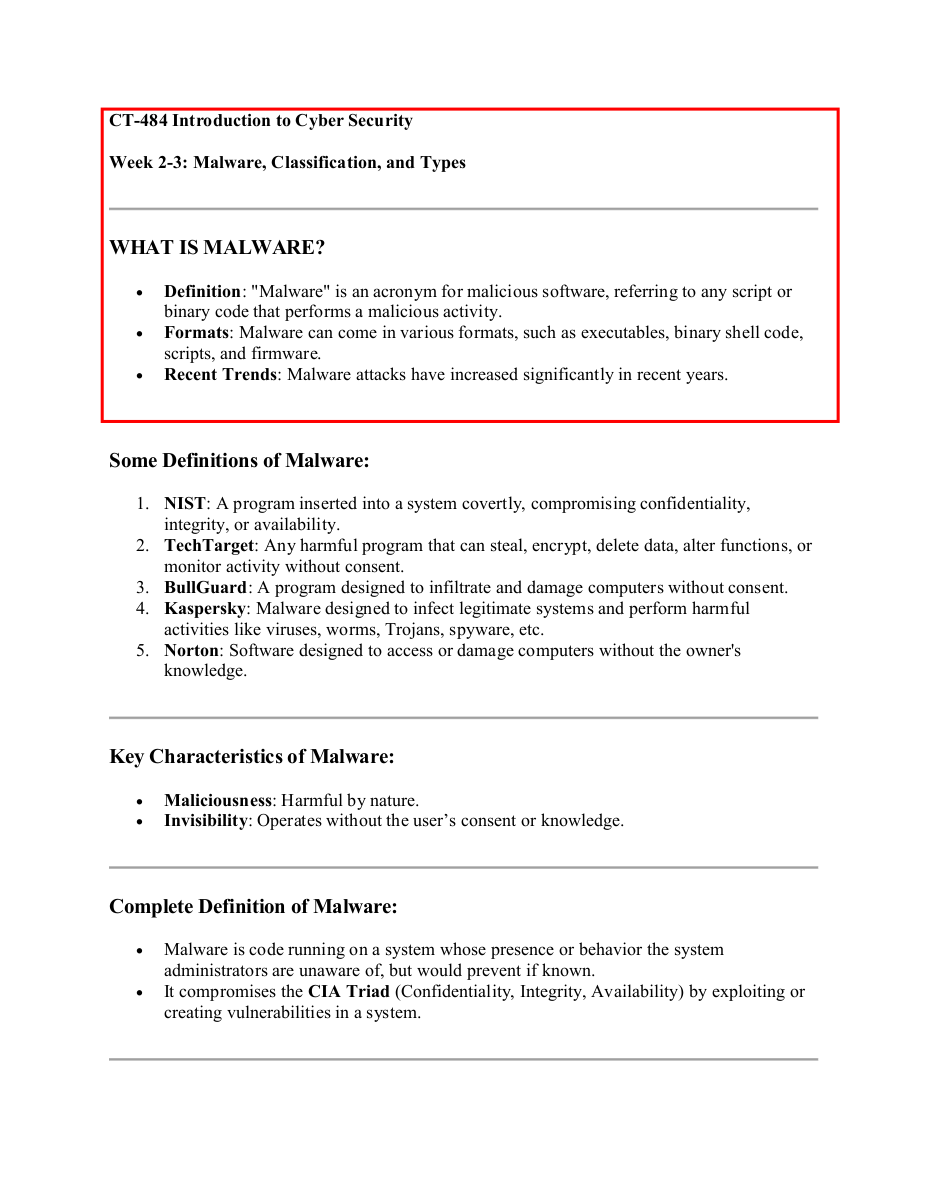 CT-484 Introduction to Cyber Security
Week 2-3: Malware, Classification, and Types
WHAT IS MALWARE?
• Definition: "Malware" is an acronym for malicious software, referring to any script or
binary code that performs a malicious activity.
• Formats: Malware can come in various formats, such as executables, binary shell code,
scripts, and firmware.
• Recent Trends: Malware attacks have increased significantly in recent years.
Some Definitions of Malware:
1. NIST: A program inserted into a system covertly, compromising confidentiality,
integrity, or availability.
2. TechTarget: Any harmful program that can steal, encrypt, delete data, alter functions, or
monitor activity without consent.
3. BullGuard: A program designed to infiltrate and damage computers without consent.
4. Kaspersky: Malware designed to infect legitimate systems and perform harmful
activities like viruses, worms, Trojans, spyware, etc.
5. Norton: Software designed to access or damage computers without the owner's
knowledge.
Key Characteristics of Malware:
• Maliciousness: Harmful by nature.
• Invisibility: Operates without the user’s consent or knowledge.
Complete Definition of Malware:
• Malware is code running on a system whose presence or behavior the system
administrators are unaware of, but would prevent if known.
• It compromises the CIA Triad (Confidentiality, Integrity, Availability) by exploiting or
creating vulnerabilities in a system.